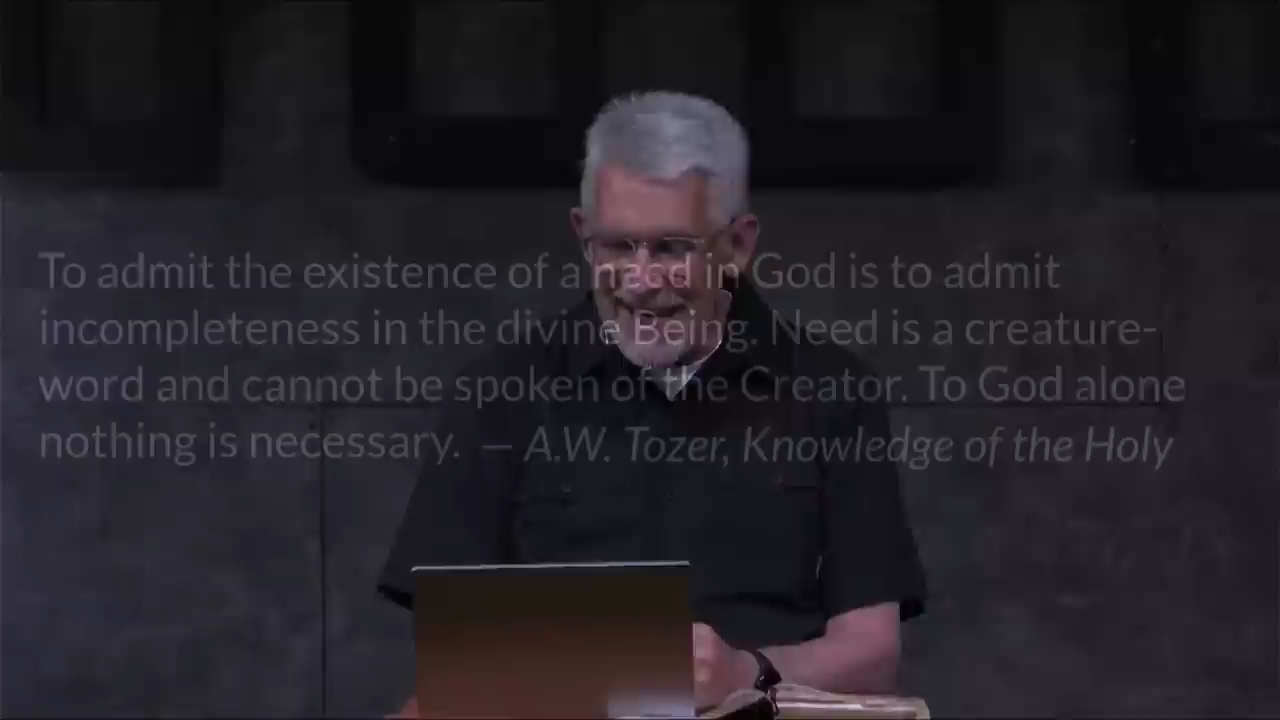 To admit the existence of a need in God is to admit
incompleteness in the divine Being. Need is a creature-
word and cannot be spoken of the Creator. To God alone
nothing is necessary. — A.W. Tozer, Knowledge of the Holy